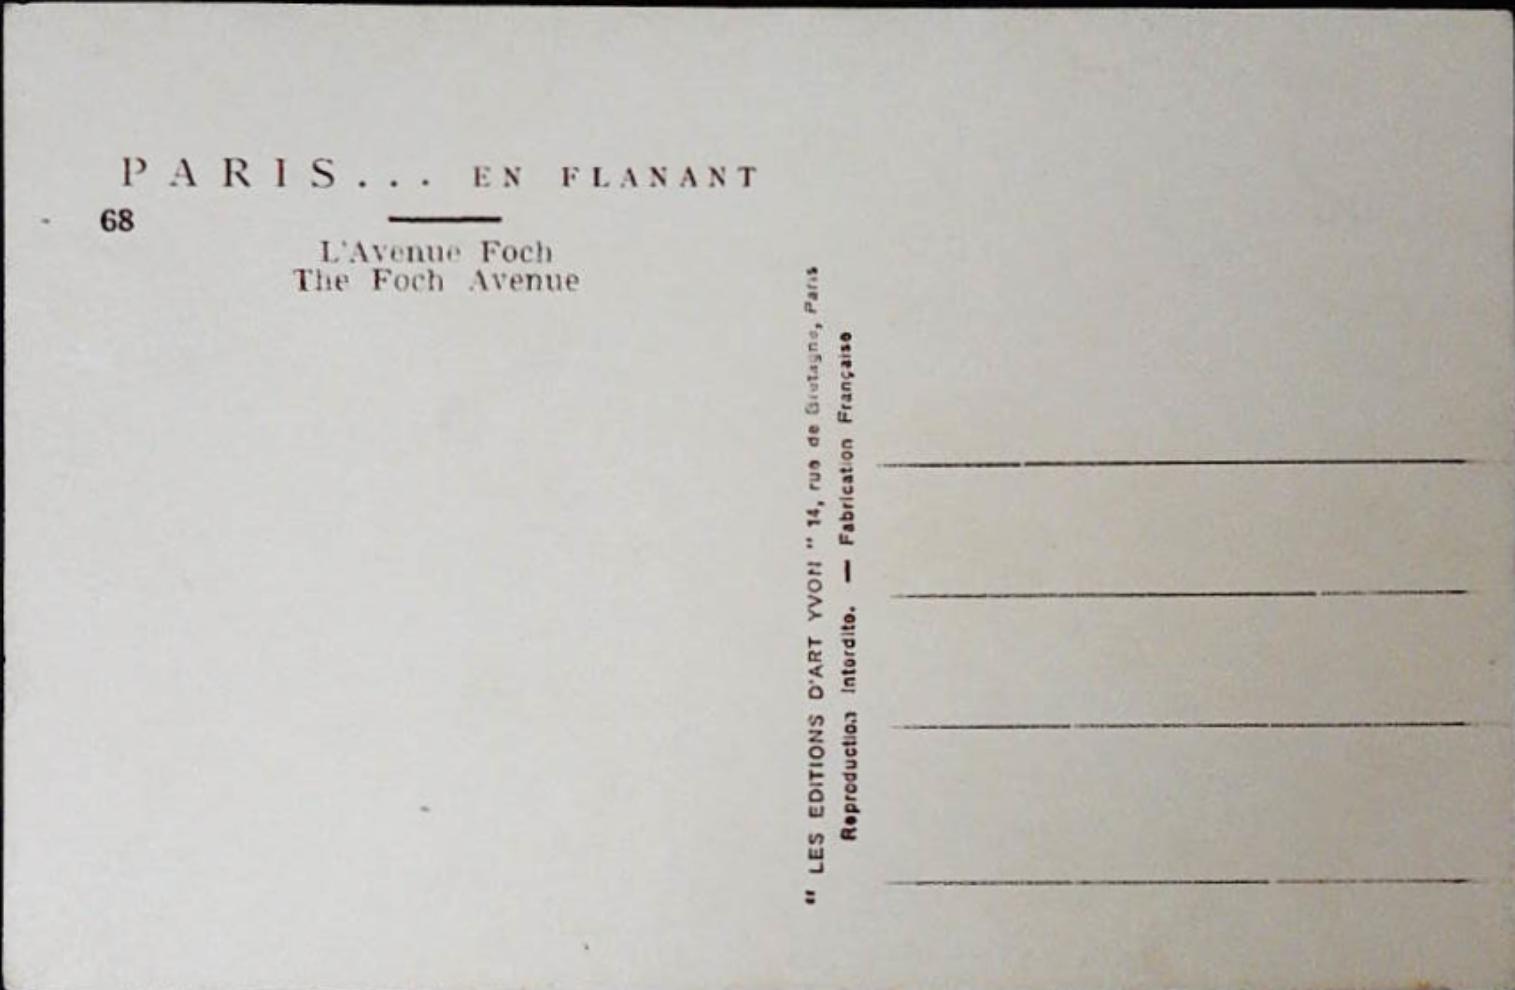 PARIS... EN FLANANT
68
L'Avenue Foch
The Foch Avenue
" LES EDITIONS D'ART YVON " 14, rue de Bretagne, Paris
Reproduction Interdite. — Fabrication Française